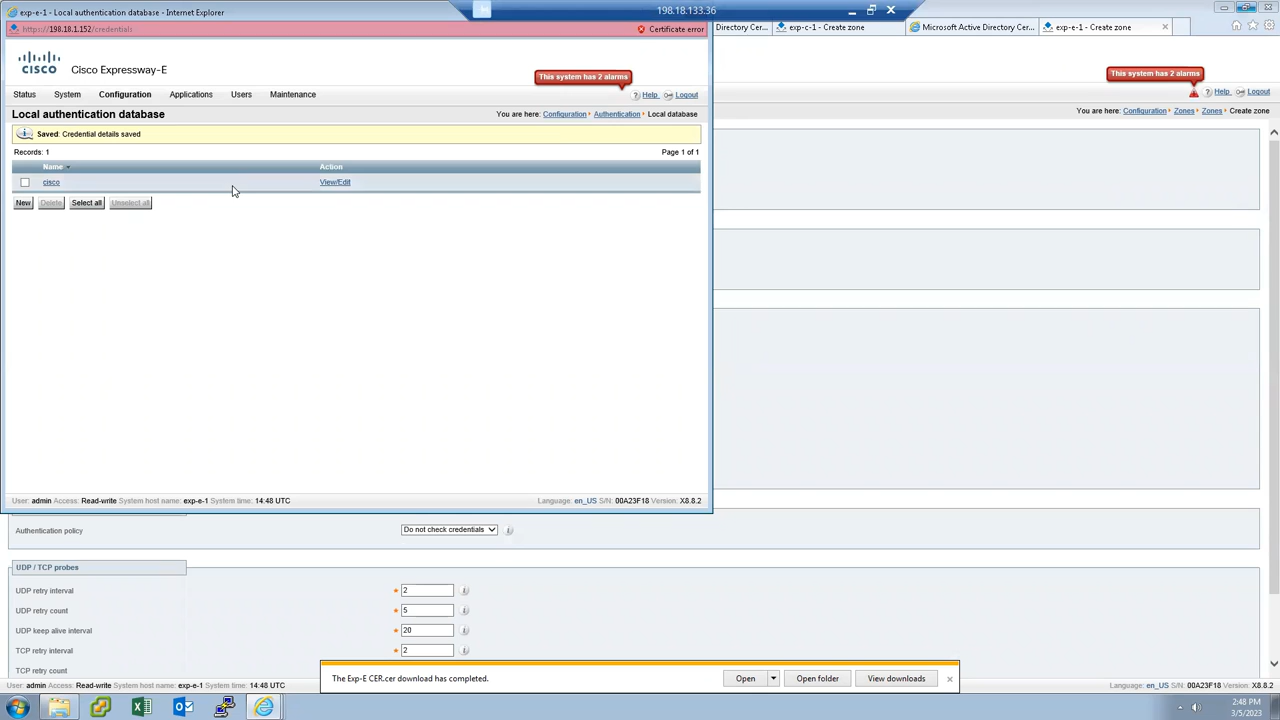 exp-e-1 - Local authentication database - Internet Explorer
198.18.133.36
Directory Cer...
exp-c-1 - Create zone
Microsoft Active Directory Cer...
exp-e-1 - Create zone
https://198.18.1.152/credentials
Certificate error
CISCO
Cisco Expressway-E
This system has 2 alarms
This system has 2 alarms
Help
Logout
Status
System
Configuration
Applications
Users
Maintenance
Help
Logout
Local authentication database
You are here: Configuration Authentication Local database
You are here: Configuration Zones Zones Create zone
Saved: Credential details saved
Records: 1
Page 1 of 1
Name
Action
cisco
View/Edit
New
Delete
Select all
Unselect all
User: admin Access: Read-write System host name: exp-e-1 System time: 14:48 UTC
Language: en_US S/N: 00A23F18 Version: X8.8.2
Authentication policy
Do not check credentials
UDP / TCP probes
UDP retry interval
2
UDP retry count
5
UDP keep alive interval
20
TCP retry interval
2
TCP retry count
The Exp-E CER.cer download has completed.
Open
Open folder
View downloads
User: admin Access: Read-write System host name: exp-e-1 System time: 14:48 UTC
Language: en_US S/N: 00A23F18 Version: X8.8.2
2:48 PM
3/5/2023